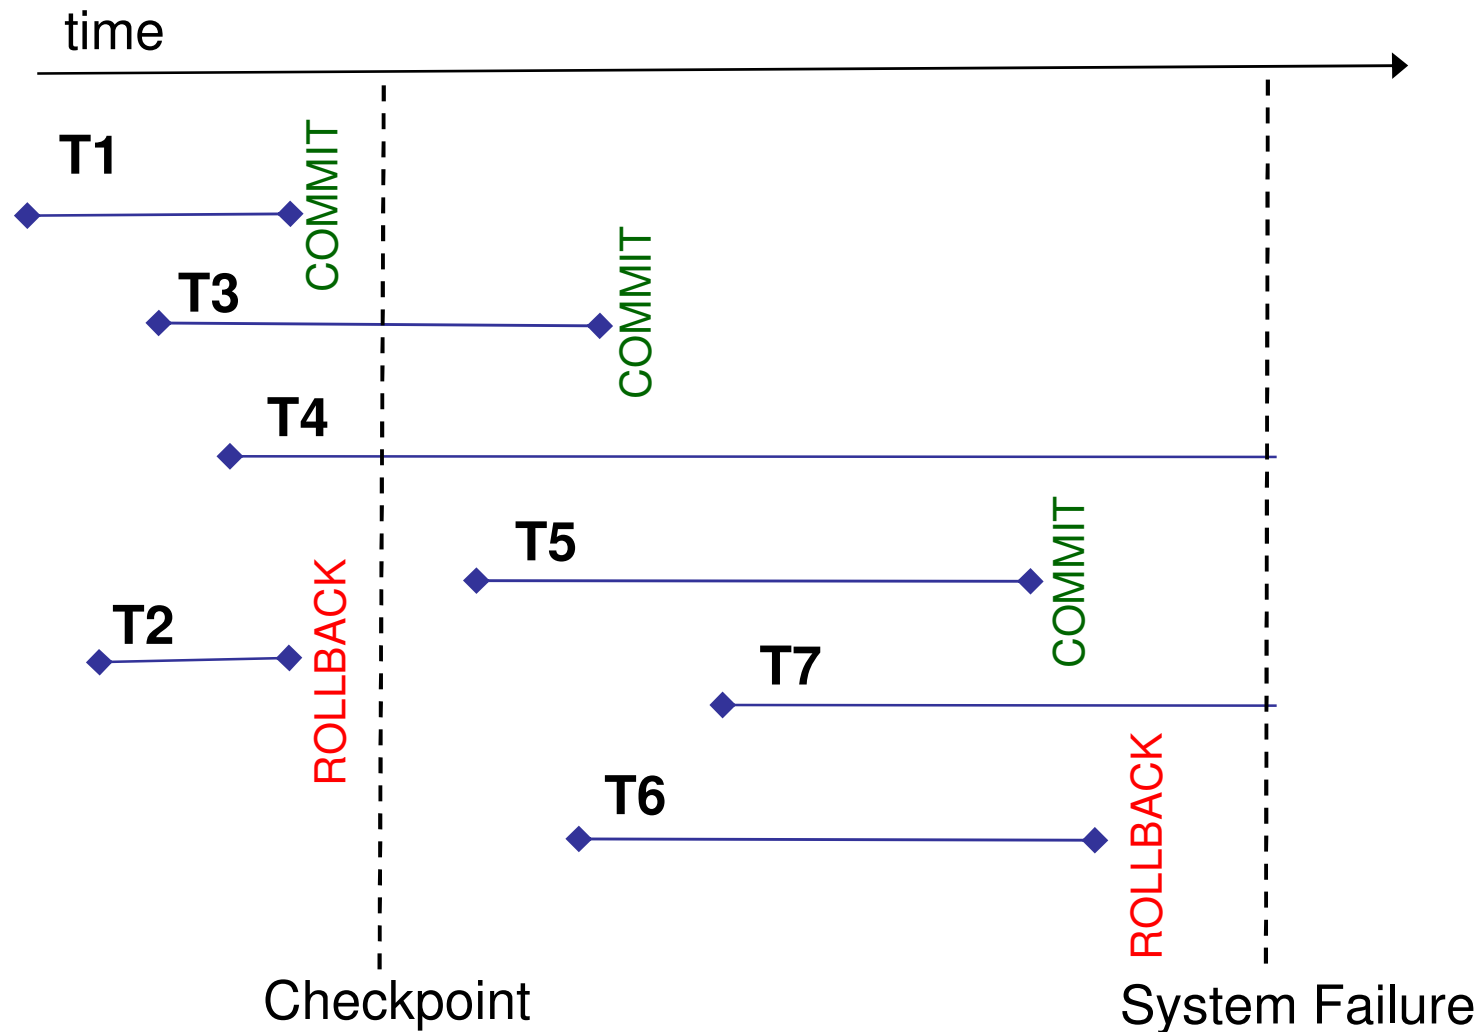 time
T1
COMMIT
T3
COMMIT
T4
T5
COMMIT
T2
ROLLBACK
T7
T6
ROLLBACK
Checkpoint
System Failure